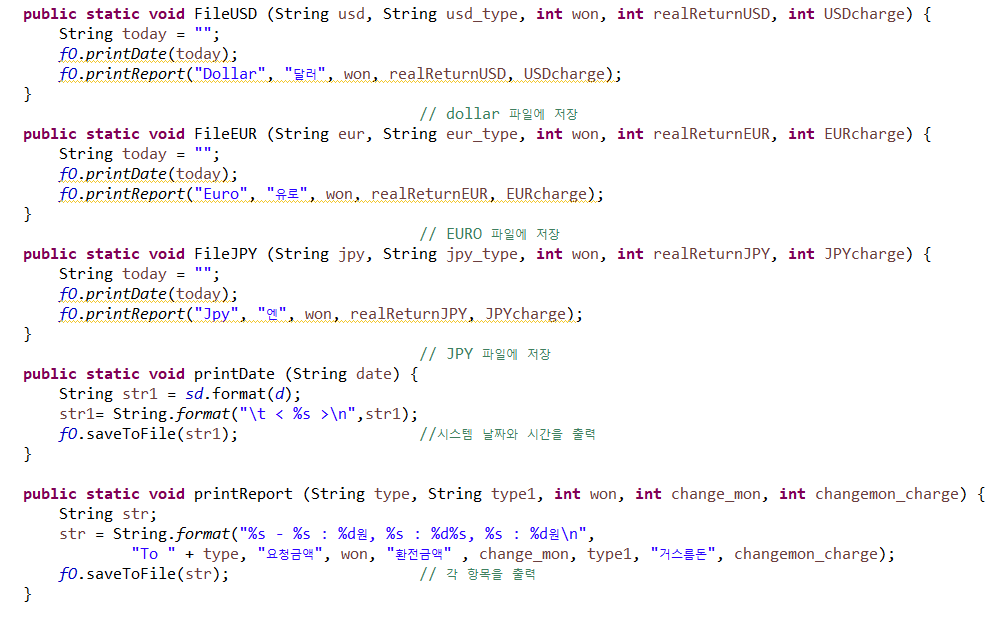 public static void FileUSD (String usd, String usd_type, int won, int realReturnUSD, int USDcharge) {
    String today = "";
    fO.printDate(today);
    fO.printReport("Dollar", "달러", won, realReturnUSD, USDcharge);
}
// dollar 파일에 저장
public static void FileEUR (String eur, String eur_type, int won, int realReturnEUR, int EURcharge) {
    String today = "";
    fO.printDate(today);
    fO.printReport("Euro", "유로", won, realReturnEUR, EURcharge);
}
// EURO 파일에 저장
public static void FileJPY (String jpy, String jpy_type, int won, int realReturnJPY, int JPYcharge) {
    String today = "";
    fO.printDate(today);
    fO.printReport("Jpy", "엔", won, realReturnJPY, JPYcharge);
}
// JPY 파일에 저장
public static void printDate (String date) {
    String str1 = sd.format(d);
    str1= String.format("\t < %s >\n",str1);
    fO.saveToFile(str1); //시스템 날짜와 시간을 출력
}
public static void printReport (String type, String type1, int won, int change_mon, int changemon_charge) {
    String str;
    str = String.format("%s - %s : %d원, %s : %d%s, %s : %d원\n",
            "To " + type, "요청금액", won, "환전금액" , change_mon, type1, "거스름돈", changemon_charge);
    fO.saveToFile(str); // 각 항목을 출력
}